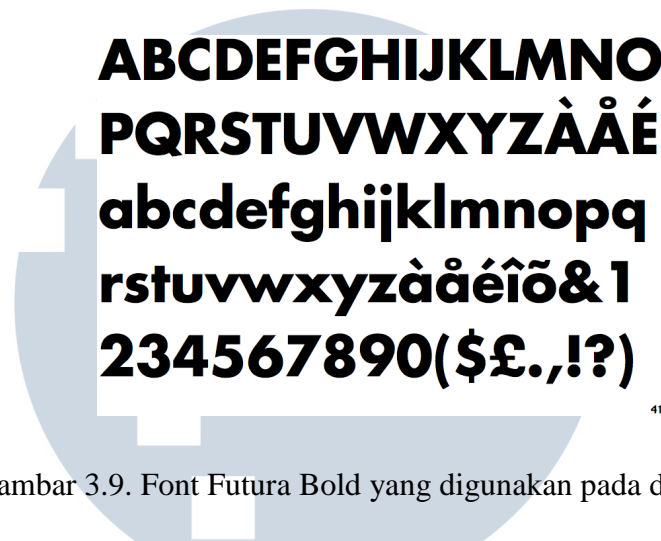 ABCDEFGHIJKLMNO
PQRSTUVWXYZÀÅÉ
abcdefghijklmnopq
rstuvwxyzàåéîõ&1
234567890($£.,!?)
41
ambar 3.9. Font Futura Bold yang digunakan pada d